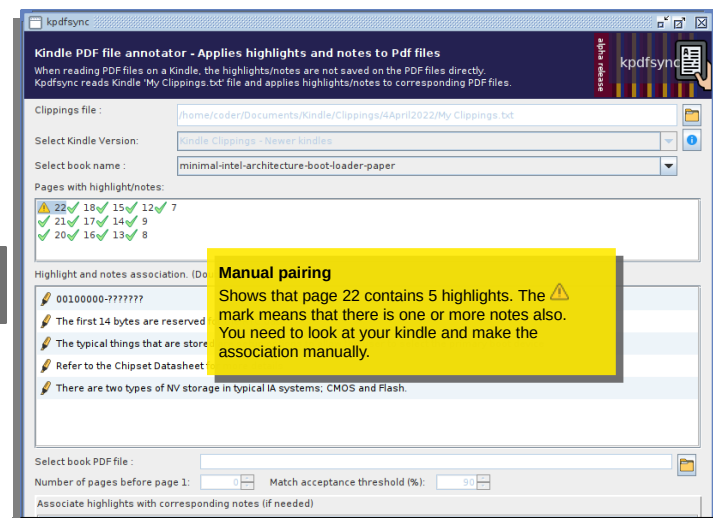 kpdfsync
Kindle PDF file annotator - Applies highlights and notes to Pdf files
When reading PDF files on a Kindle, the highlights/notes are not saved on the PDF files directly.
Kpdfsync reads Kindle 'My Clippings.txt' file and applies highlights/notes to corresponding PDF files.
alpha release
kpdfsync
Clippings file :
/home/coder/Documents/Kindle/Clippings/4April2022/My Clippings.txt
Select Kindle Version:
Kindle Clippings - Newer kindles
Select book name :
minimal-intel-architecture-boot-loader-paper
Pages with highlight/notes:
22 18 15 12 7
21 17 14 9
20 16 13 8
Highlight and notes association. (Do
00100000-???????
The first 14 bytes are reserved
The typical things that are store
Refer to the Chipset Datasheet
There are two types of NV storage in typical IA systems; CMOS and Flash.
Manual pairing
Shows that page 22 contains 5 highlights. The
mark means that there is one or more notes also.
You need to look at your kindle and make the
association manually.
Select book PDF file :
Number of pages before page 1: 0 Match acceptance threshold (%): 90
Associate highlights with corresponding notes (if needed)